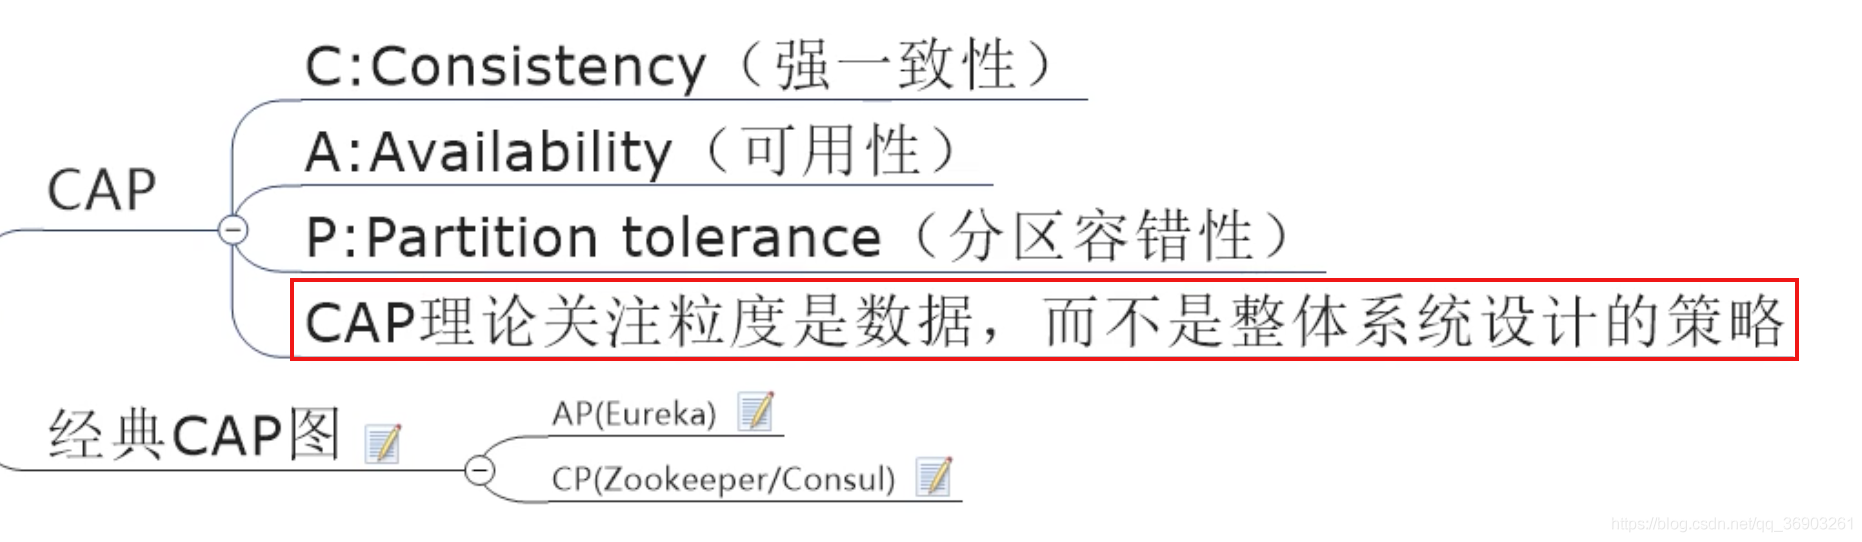 C:Consistency（强一致性）
A:Availability（可用性）
CAP
P:Partition tolerance（分区容错性）
CAP理论关注粒度是数据，而不是整体系统设计的策略
经典CAP图
AP(Eureka)
CP(Zookeeper/Consul)
https://blog.csdn.net/qq_36903261